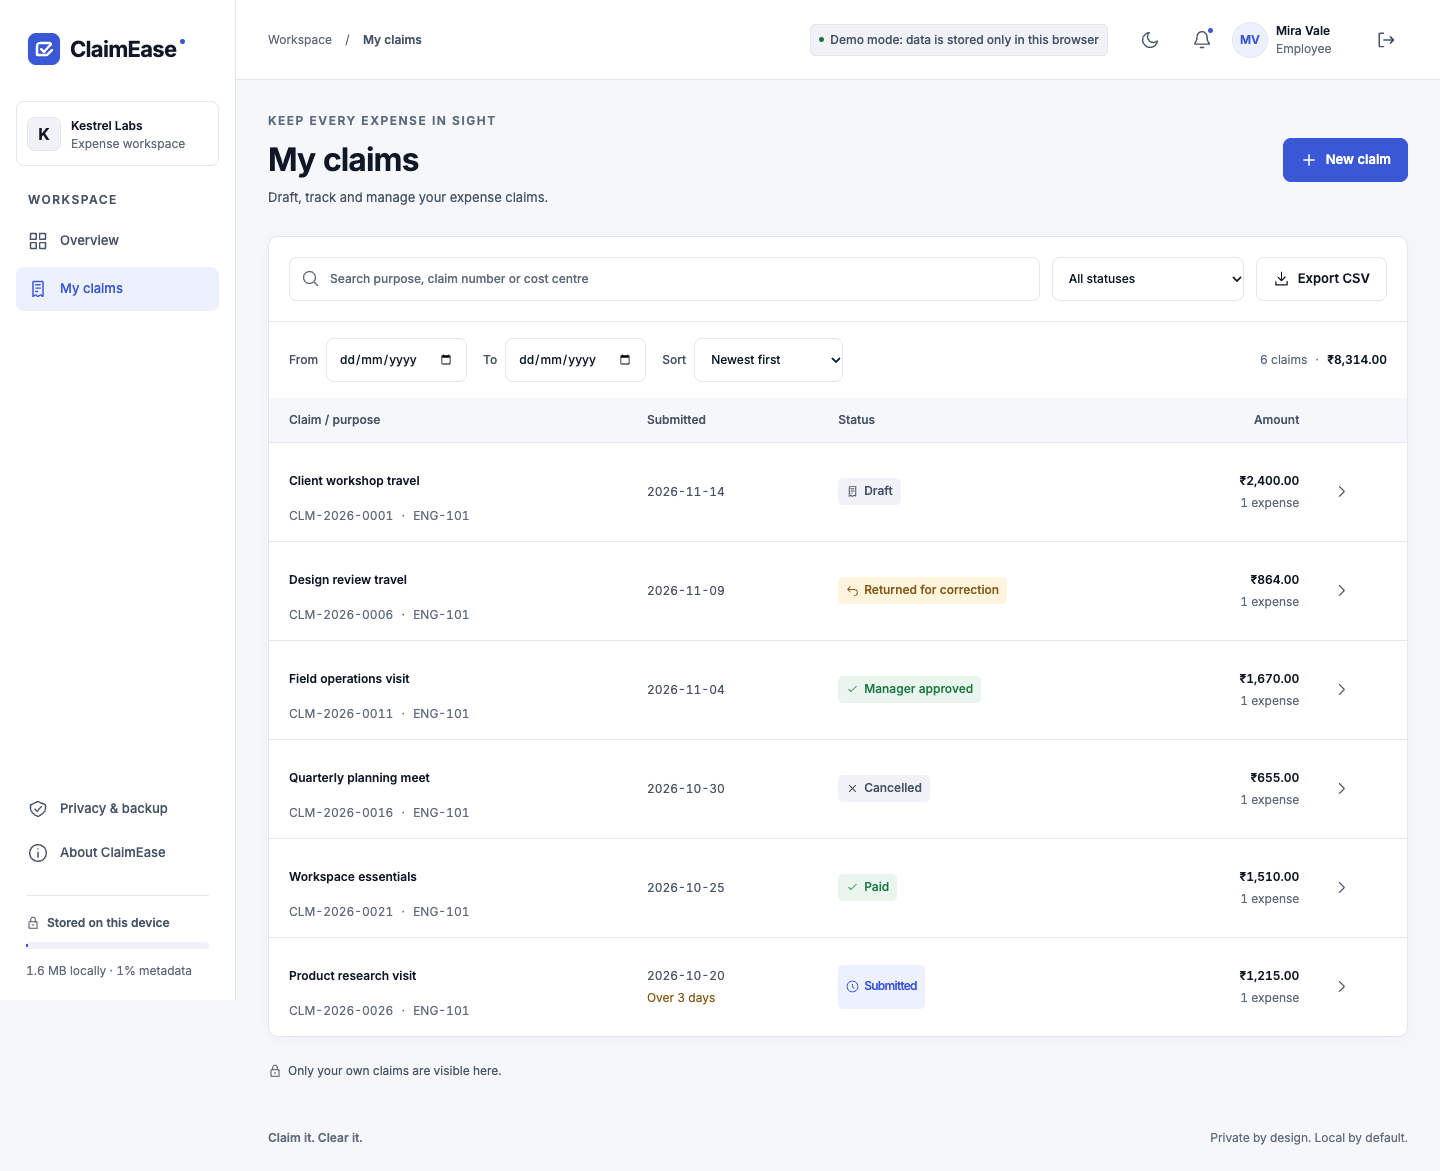 ClaimEase
K
Kestrel Labs
Expense workspace
WORKSPACE
Overview
My claims
Privacy & backup
About ClaimEase
Stored on this device
1.6 MB locally · 1% metadata
Workspace / My claims
Demo mode: data is stored only in this browser
MV
Mira Vale
Employee
KEEP EVERY EXPENSE IN SIGHT
My claims
Draft, track and manage your expense claims.
New claim
Search purpose, claim number or cost centre
All statuses
Export CSV
From dd/mm/yyyy To dd/mm/yyyy Sort Newest first
6 claims · ₹8,314.00
Claim / purpose Submitted Status Amount
Client workshop travel
CLM-2026-0001 · ENG-101
2026-11-14
Draft
₹2,400.00
1 expense
Design review travel
CLM-2026-0006 · ENG-101
2026-11-09
Returned for correction
₹864.00
1 expense
Field operations visit
CLM-2026-0011 · ENG-101
2026-11-04
Manager approved
₹1,670.00
1 expense
Quarterly planning meet
CLM-2026-0016 · ENG-101
2026-10-30
Cancelled
₹655.00
1 expense
Workspace essentials
CLM-2026-0021 · ENG-101
2026-10-25
Paid
₹1,510.00
1 expense
Product research visit
CLM-2026-0026 · ENG-101
2026-10-20
Over 3 days
Submitted
₹1,215.00
1 expense
Only your own claims are visible here.
Claim it. Clear it.
Private by design. Local by default.